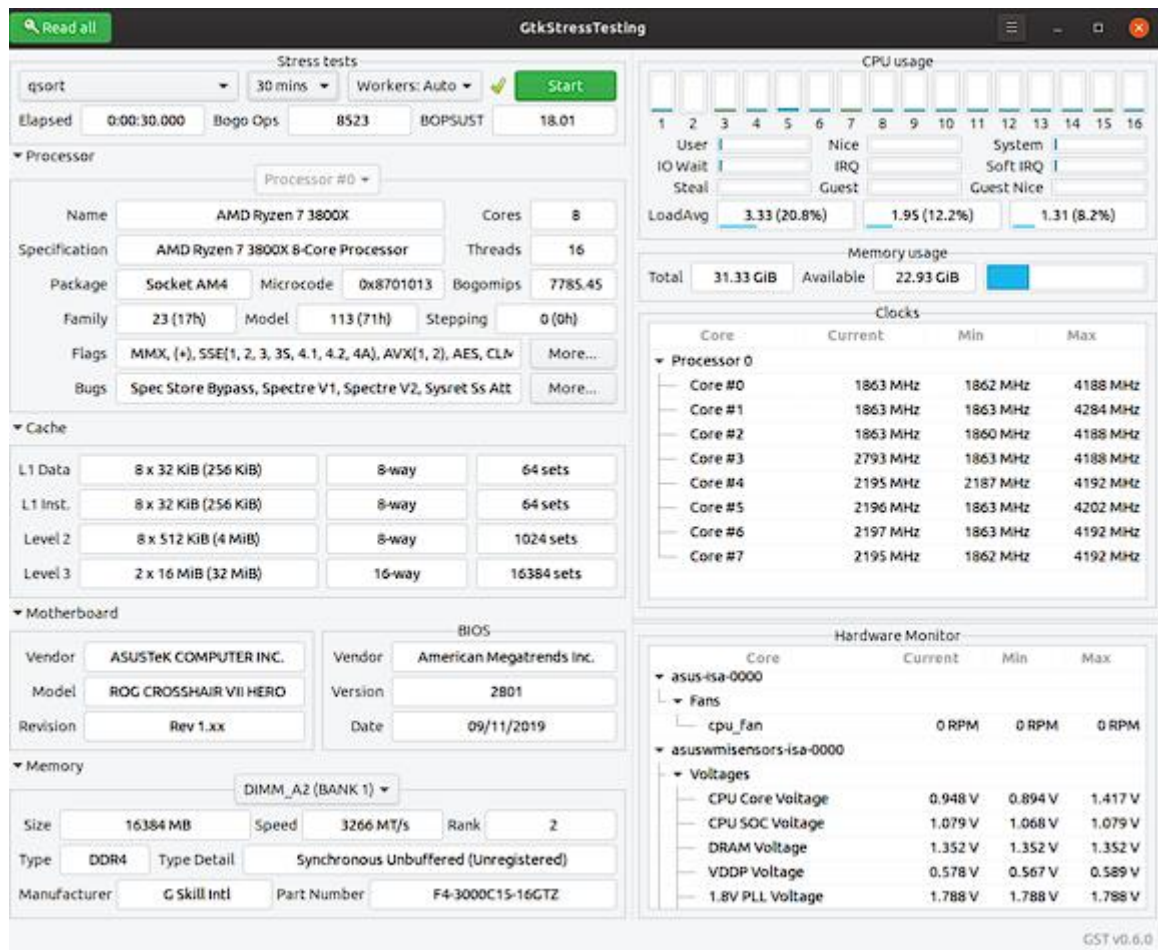 Read all
GtkStressTesting
Stress tests
qsort 30 mins Workers: Auto Start
Elapsed 0:00:30.000 Bogo Ops 8523 BOPSUST 18.01
Processor
Processor #0
Name AMD Ryzen 7 3800X Cores 8
Specification AMD Ryzen 7 3800X 8-Core Processor Threads 16
Package Socket AM4 Microcode 0x8701013 Bogomips 7785.45
Family 23 (17h) Model 113 (71h) Stepping 0 (0h)
Flags MMX, (+), SSE(1, 2, 3, 3S, 4.1, 4.2, 4A), AVX(1, 2), AES, CLM More...
Bugs Spec Store Bypass, Spectre V1, Spectre V2, Sysret Ss Att More...
Cache
L1 Data 8 x 32 KiB (256 KiB) 8-way 64 sets
L1 Inst. 8 x 32 KiB (256 KiB) 8-way 64 sets
Level 2 8 x 512 KiB (4 MiB) 8-way 1024 sets
Level 3 2 x 16 MiB (32 MiB) 16-way 16384 sets
Motherboard
Vendor ASUSTeK COMPUTER INC.
Model ROG CROSSHAIR VII HERO
Revision Rev 1.xx
BIOS
Vendor American Megatrends Inc.
Version 2801
Date 09/11/2019
Memory
DIMM_A2 (BANK 1)
Size 16384 MB Speed 3266 MT/s Rank 2
Type DDR4 Type Detail Synchronous Unbuffered (Unregistered)
Manufacturer G Skill Intl Part Number F4-3000C15-16GTZ
CPU usage
1 2 3 4 5 6 7 8 9 10 11 12 13 14 15 16
User Nice System
IO Wait IRQ Soft IRQ
Steal Guest Guest Nice
LoadAvg 3.33 (20.8%) 1.95 (12.2%) 1.31 (8.2%)
Memory usage
Total 31.33 GiB Available 22.93 GiB
Clocks
Core Current Min Max
Processor 0
Core #0 1863 MHz 1862 MHz 4188 MHz
Core #1 1863 MHz 1863 MHz 4284 MHz
Core #2 1863 MHz 1860 MHz 4188 MHz
Core #3 2793 MHz 1863 MHz 4188 MHz
Core #4 2195 MHz 2187 MHz 4192 MHz
Core #5 2196 MHz 1863 MHz 4202 MHz
Core #6 2197 MHz 1863 MHz 4192 MHz
Core #7 2195 MHz 1862 MHz 4192 MHz
Hardware Monitor
Core Current Min Max
asus-isa-0000
Fans
cpu_fan 0 RPM 0 RPM 0 RPM
asuswmisensors-isa-0000
Voltages
CPU Core Voltage 0.948 V 0.894 V 1.417 V
CPU SOC Voltage 1.079 V 1.068 V 1.079 V
DRAM Voltage 1.352 V 1.352 V 1.352 V
VDDP Voltage 0.578 V 0.567 V 0.589 V
1.8V PLL Voltage 1.788 V 1.788 V 1.788 V
GST v0.6.0